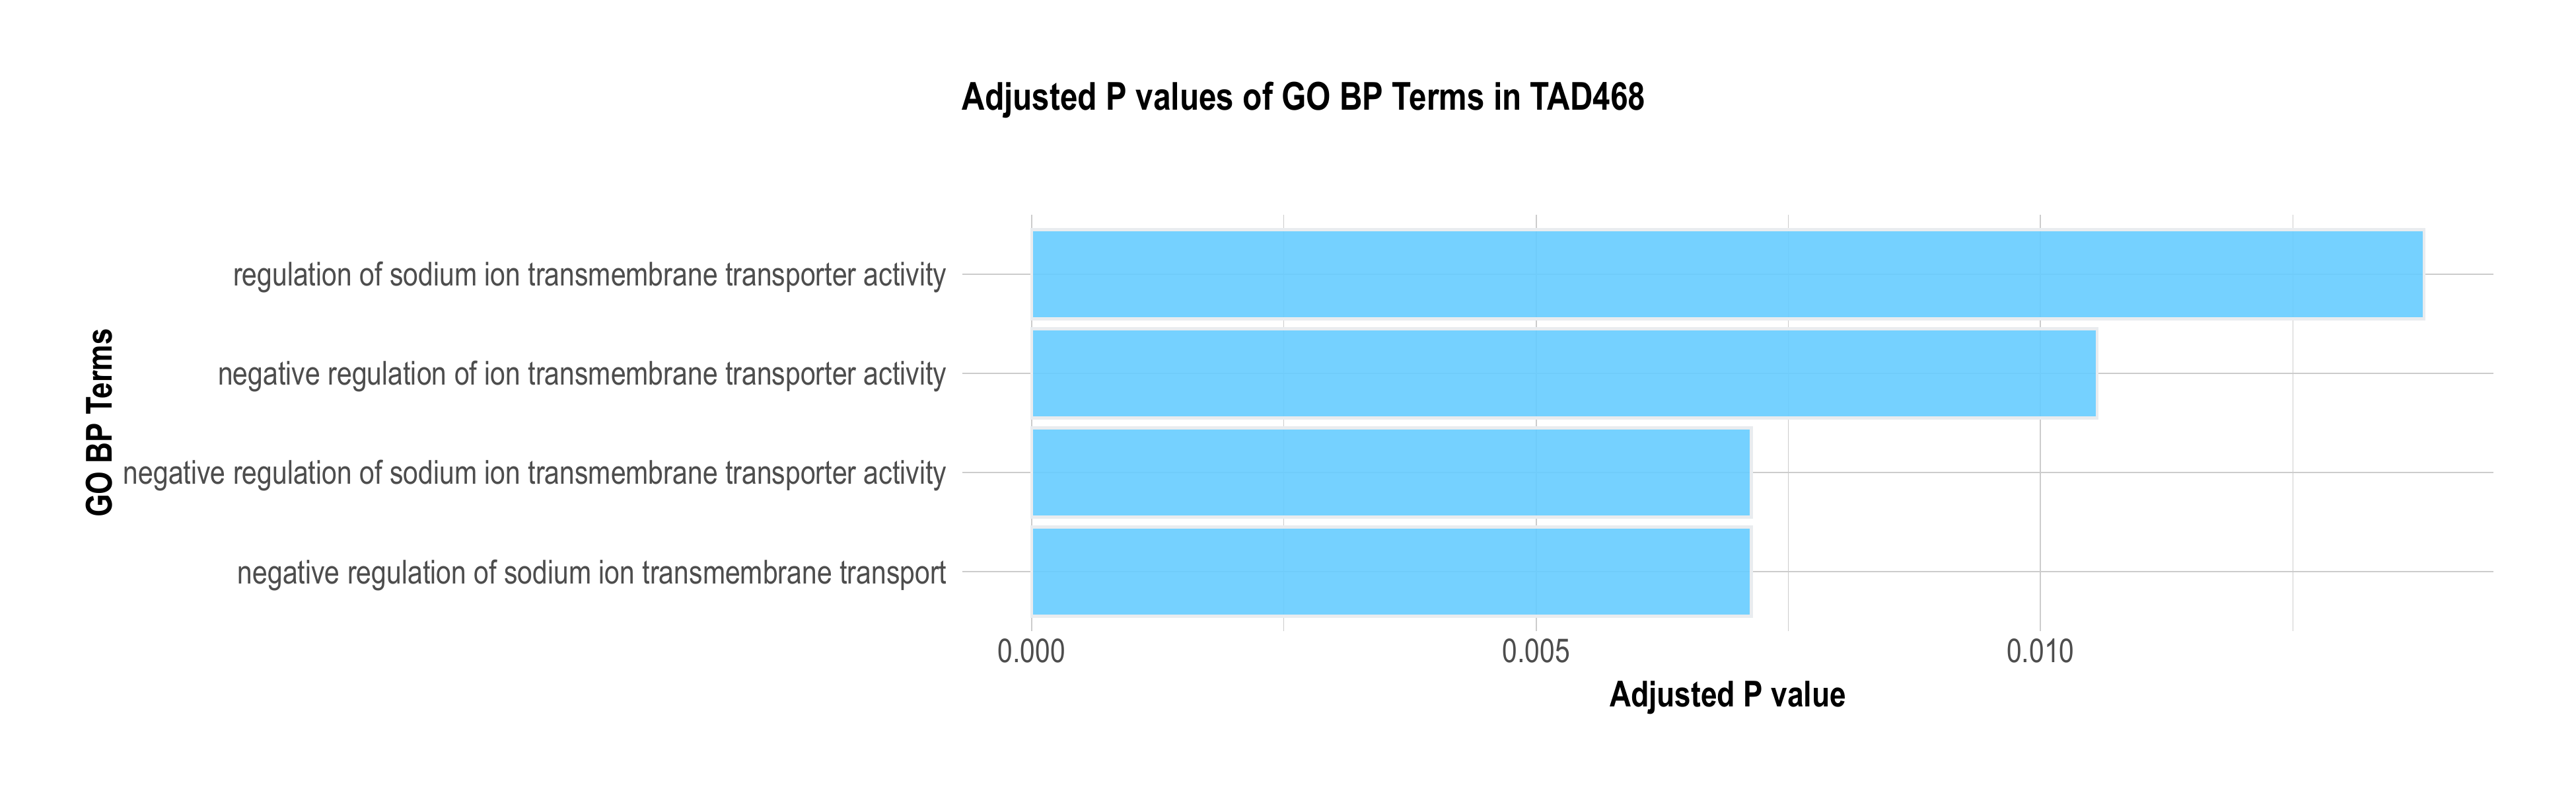 Adjusted P values of GO BP Terms in TAD468
GO BP Terms
regulation of sodium ion transmembrane transporter activity
negative regulation of ion transmembrane transporter activity
negative regulation of sodium ion transmembrane transporter activity
negative regulation of sodium ion transmembrane transport
0.000 0.005 0.010
Adjusted P value